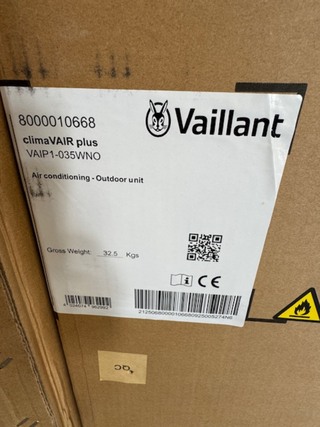 8000010668
Vaillant
climaVAIR plus
VAIP1-035WNO
Air conditioning - Outdoor unit
Gross Weight: 32.5 Kgs
CE